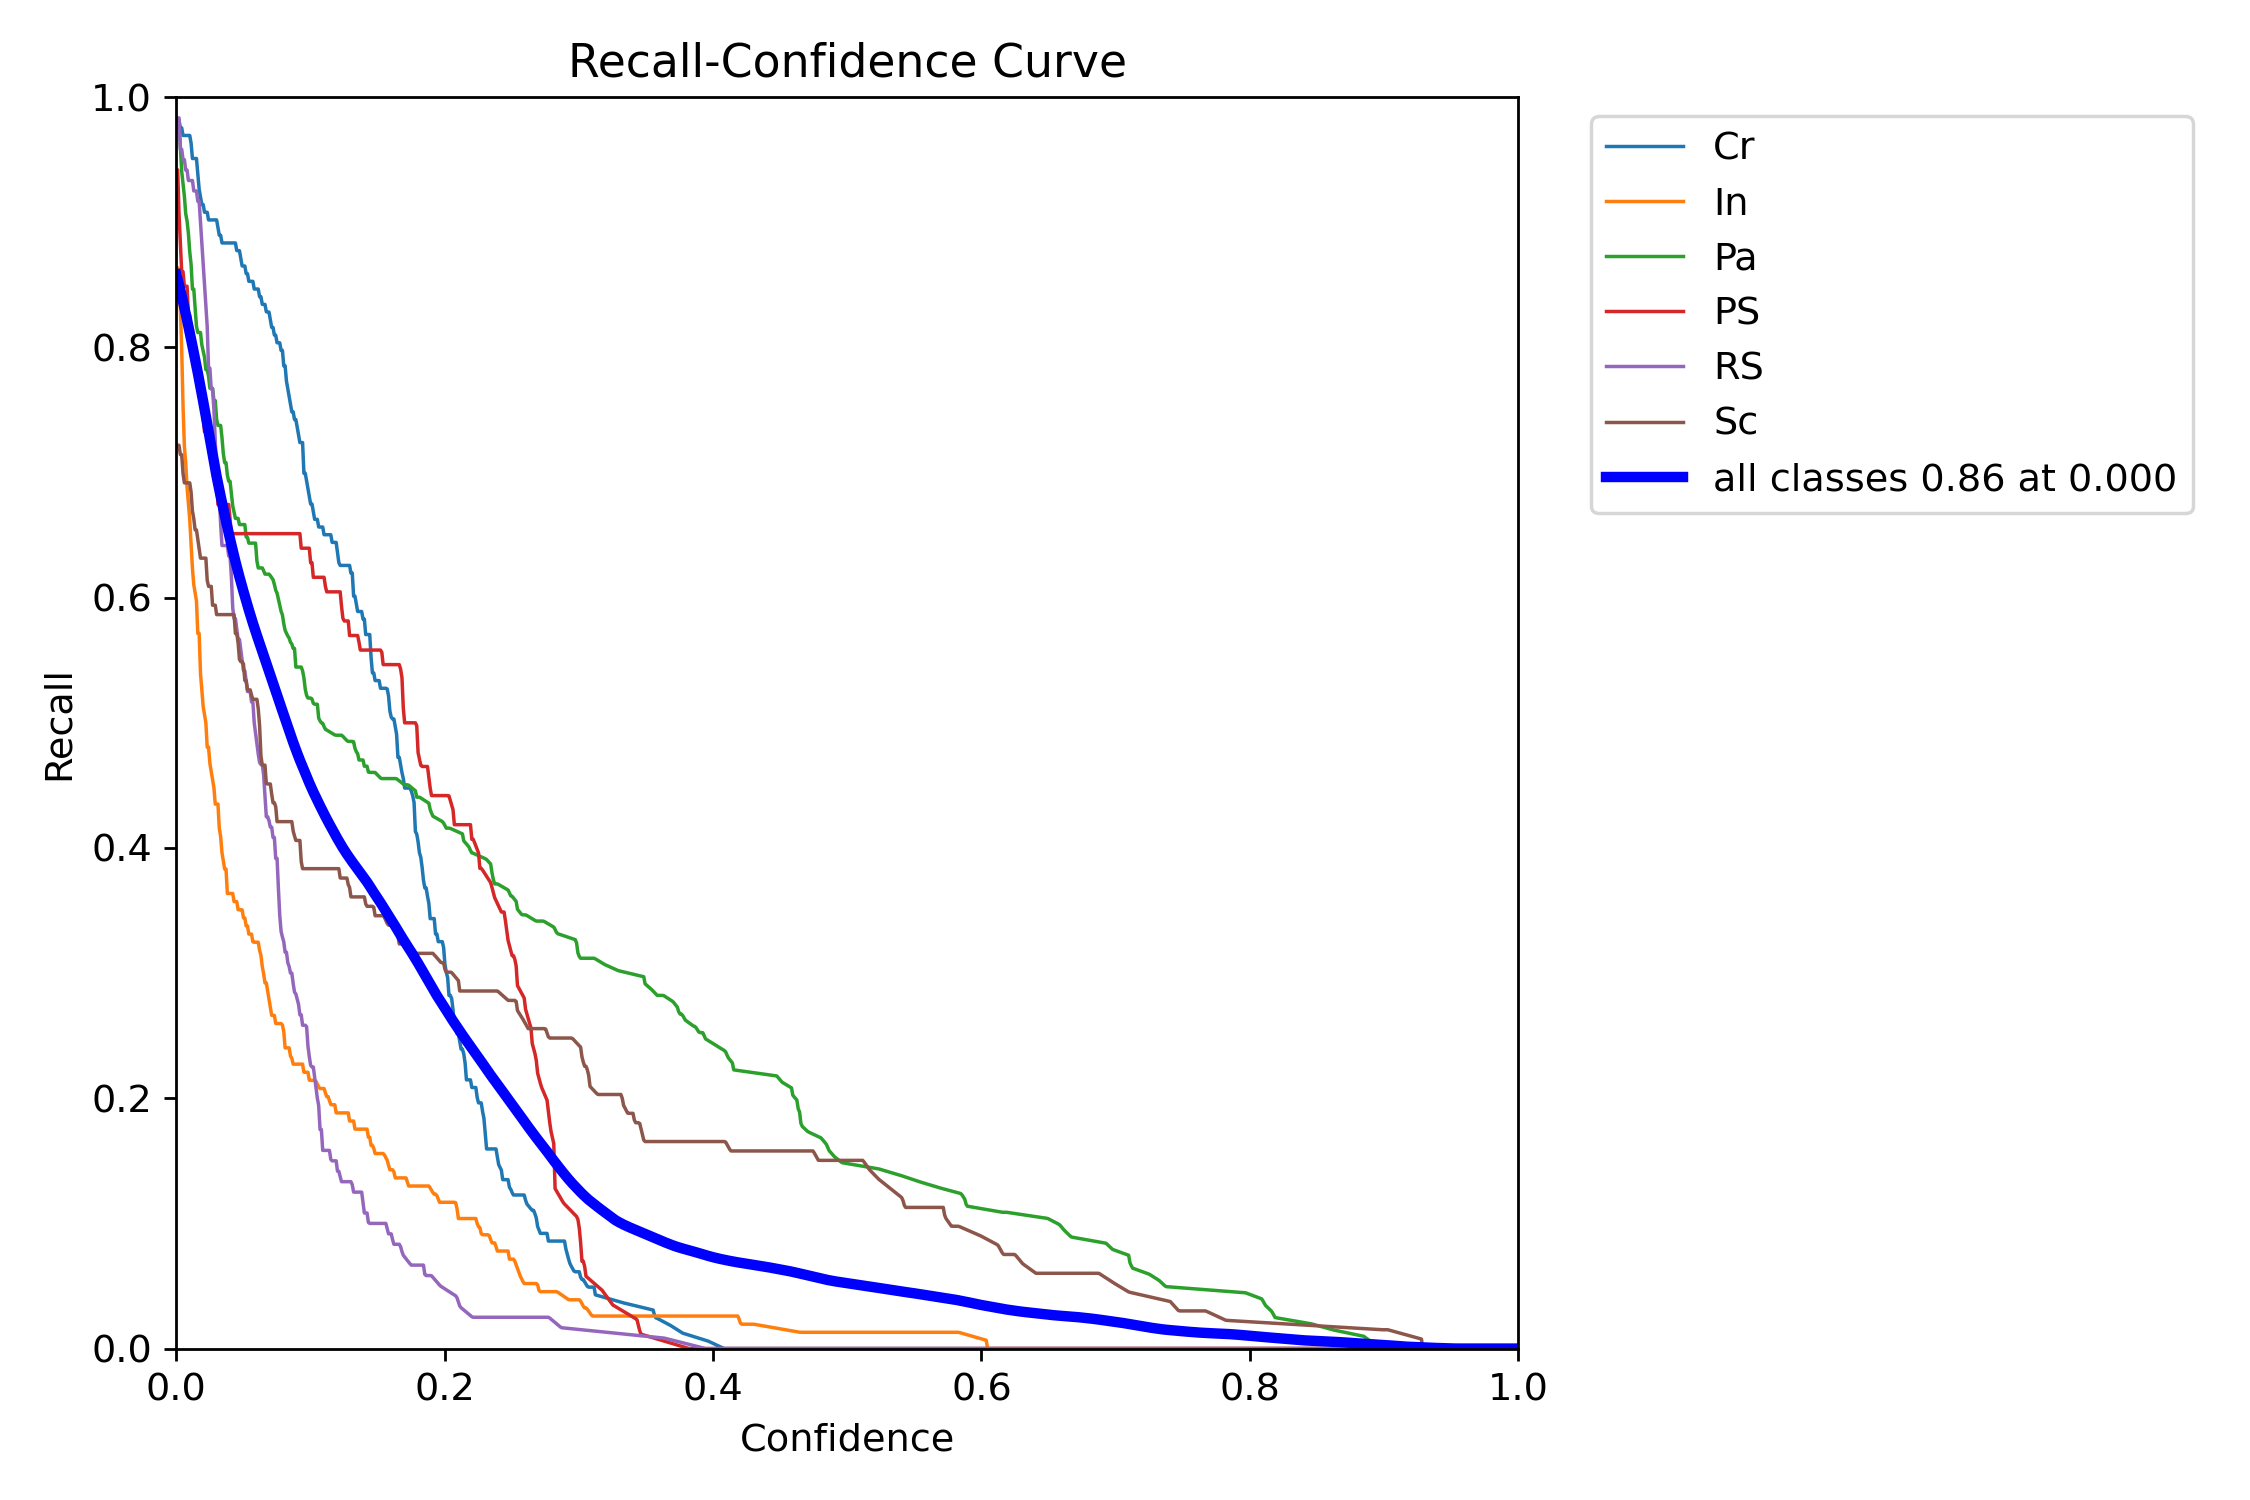 Recall-Confidence Curve
1.0
0.8
0.6
0.4
0.2
0.0
Recall
0.0 0.2 0.4 0.6 0.8 1.0
Confidence
Cr
In
Pa
PS
RS
Sc
all classes 0.86 at 0.000